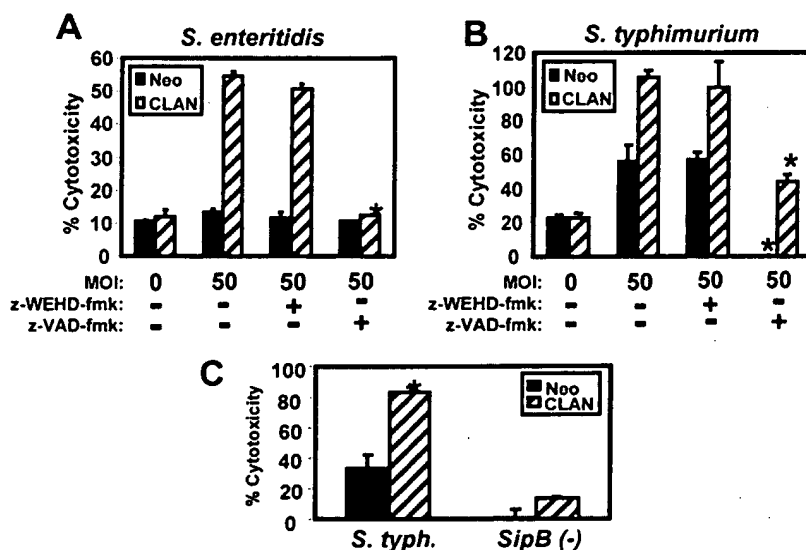 A
S. enteritidis
60
50
40
30
20
10
0
% Cytotoxicity
Neo
CLAN
*
MOI: 0 50 50 50
z-WEHD-fmk: - - + -
z-VAD-fmk: - - - +
B
S. typhimurium
120
100
80
60
40
20
0
% Cytotoxicity
Neo
CLAN
*
*
MOI: 0 50 50 50
z-WEHD-fmk: - - + -
z-VAD-fmk: - - - +
C
100
80
60
40
20
0
% Cytotoxicity
Neo
CLAN
*
S. typh. SipB (-)